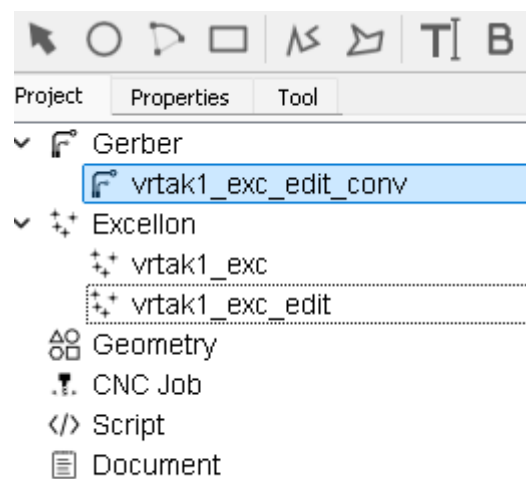 T B
Project Properties Tool
Gerber
vrtak1_exc_edit_conv
Excellon
vrtak1_exc
vrtak1_exc_edit
Geometry
CNC Job
Script
Document